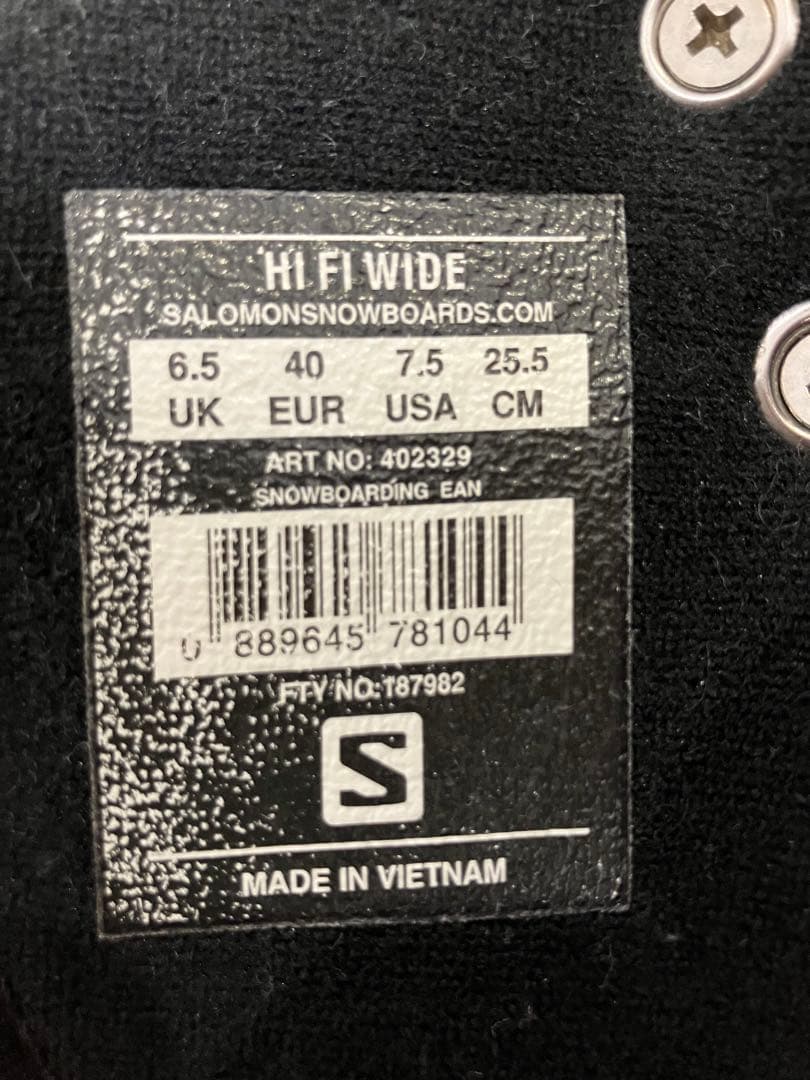 HI FI WIDE
SALOMONSNOWBOARDS.COM
6.5 40 7.5 25.5
UK EUR USA CM
ART NO: 402329
SNOWBOARDING EAN
0 889645 781044
FTY NO:187982
S
MADE IN VIETNAM